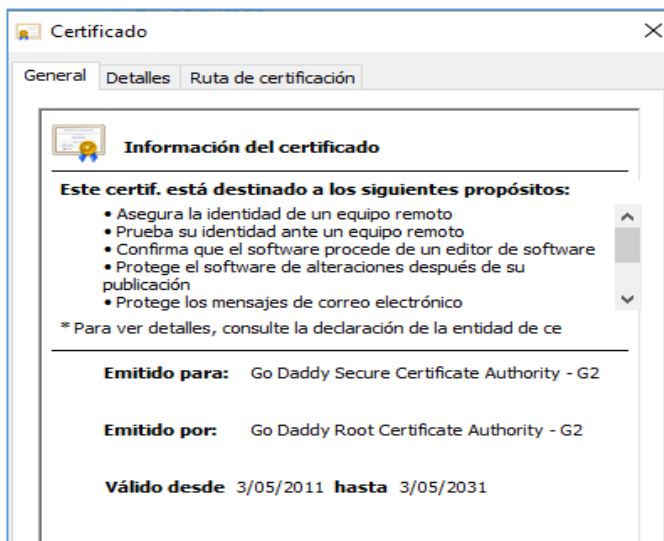 Certificado
General Detalles Ruta de certificación
Información del certificado
Este certif. está destinado a los siguientes propósitos:
• Asegura la identidad de un equipo remoto
• Prueba su identidad ante un equipo remoto
• Confirma que el software procede de un editor de software
• Protege el software de alteraciones después de su
publicación
• Protege los mensajes de correo electrónico
* Para ver detalles, consulte la declaración de la entidad de ce
Emitido para: Go Daddy Secure Certificate Authority - G2
Emitido por: Go Daddy Root Certificate Authority - G2
Válido desde 3/05/2011 hasta 3/05/2031